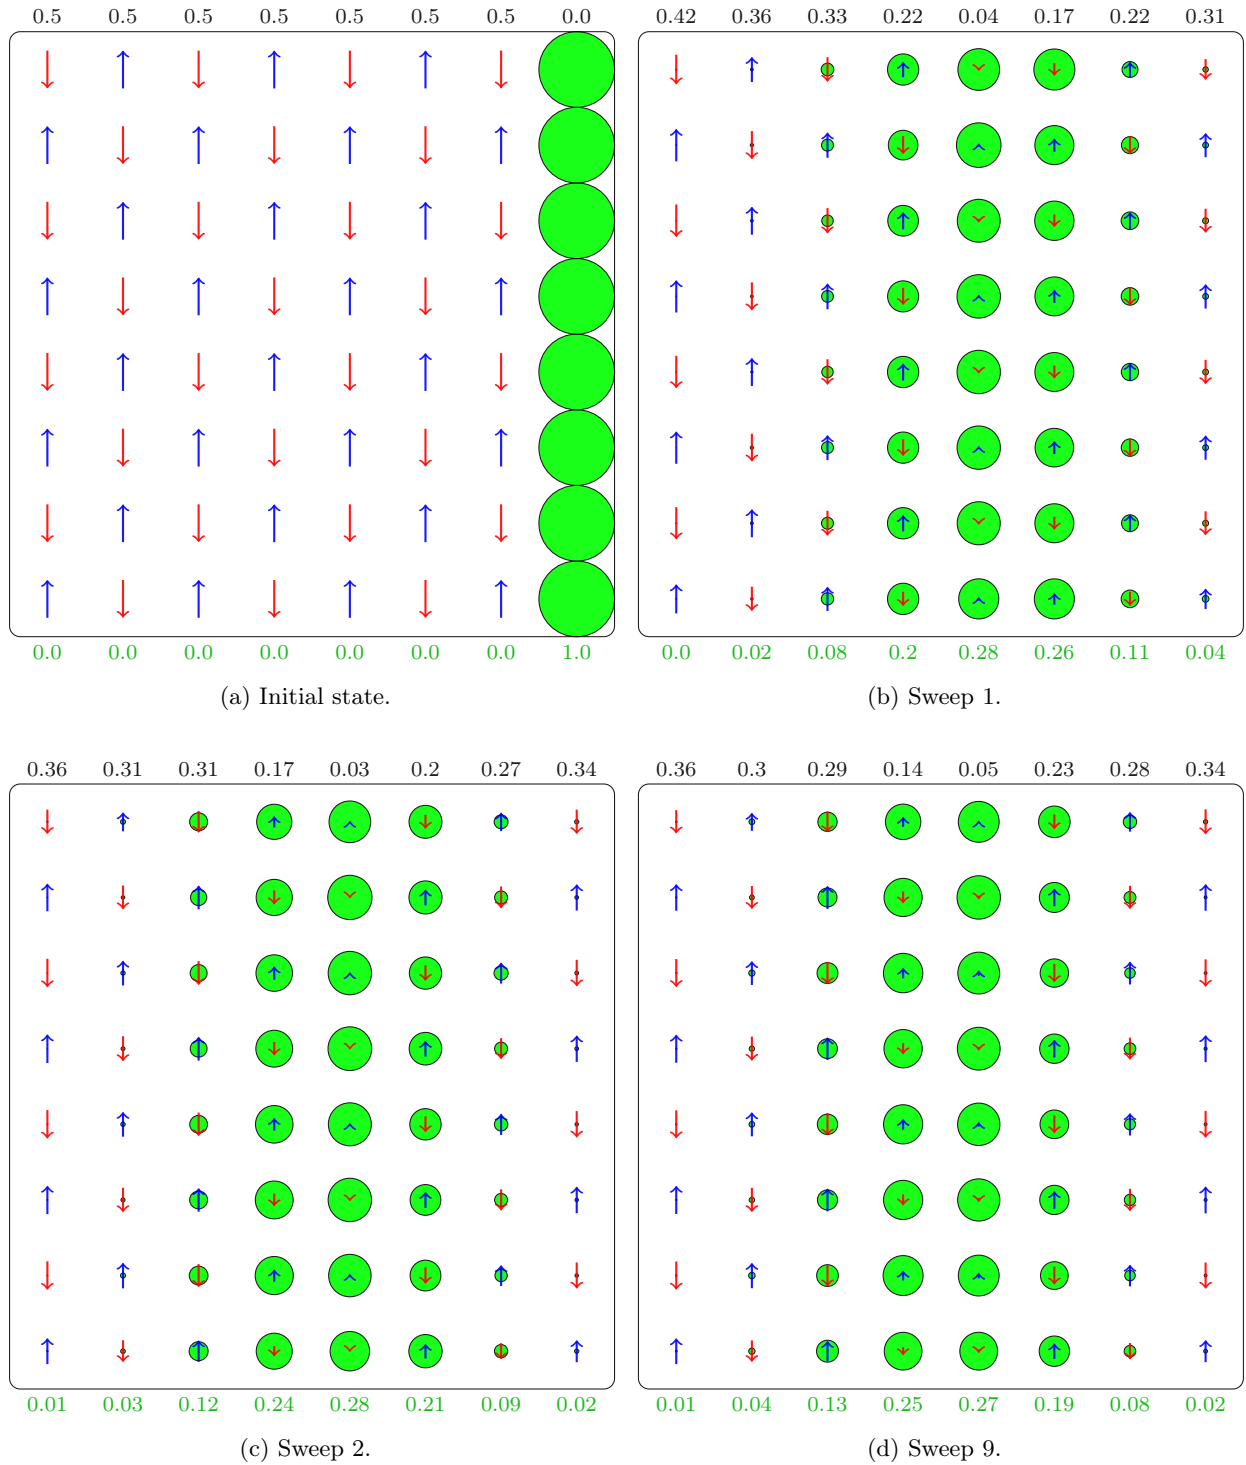 0.5 0.5 0.5 0.5 0.5 0.5 0.5 0.0
0.0 0.0 0.0 0.0 0.0 0.0 0.0 1.0
(a) Initial state.
0.42 0.36 0.33 0.22 0.04 0.17 0.22 0.31
0.0 0.02 0.08 0.2 0.28 0.26 0.11 0.04
(b) Sweep 1.
0.36 0.31 0.31 0.17 0.03 0.2 0.27 0.34
0.01 0.03 0.12 0.24 0.28 0.21 0.09 0.02
(c) Sweep 2.
0.36 0.3 0.29 0.14 0.05 0.23 0.28 0.34
0.01 0.04 0.13 0.25 0.27 0.19 0.08 0.02
(d) Sweep 9.